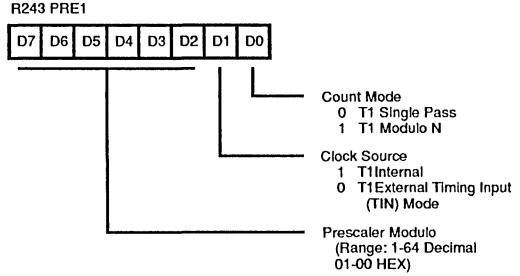 R243 PRE1
D7 D6 D5 D4 D3 D2 D1 D0
Count Mode
0 T1 Single Pass
1 T1 Modulo N
Clock Source
1 T1Internal
0 T1External Timing Input
(TIN) Mode
Prescaler Modulo
(Range: 1-64 Decimal
01-00 HEX)